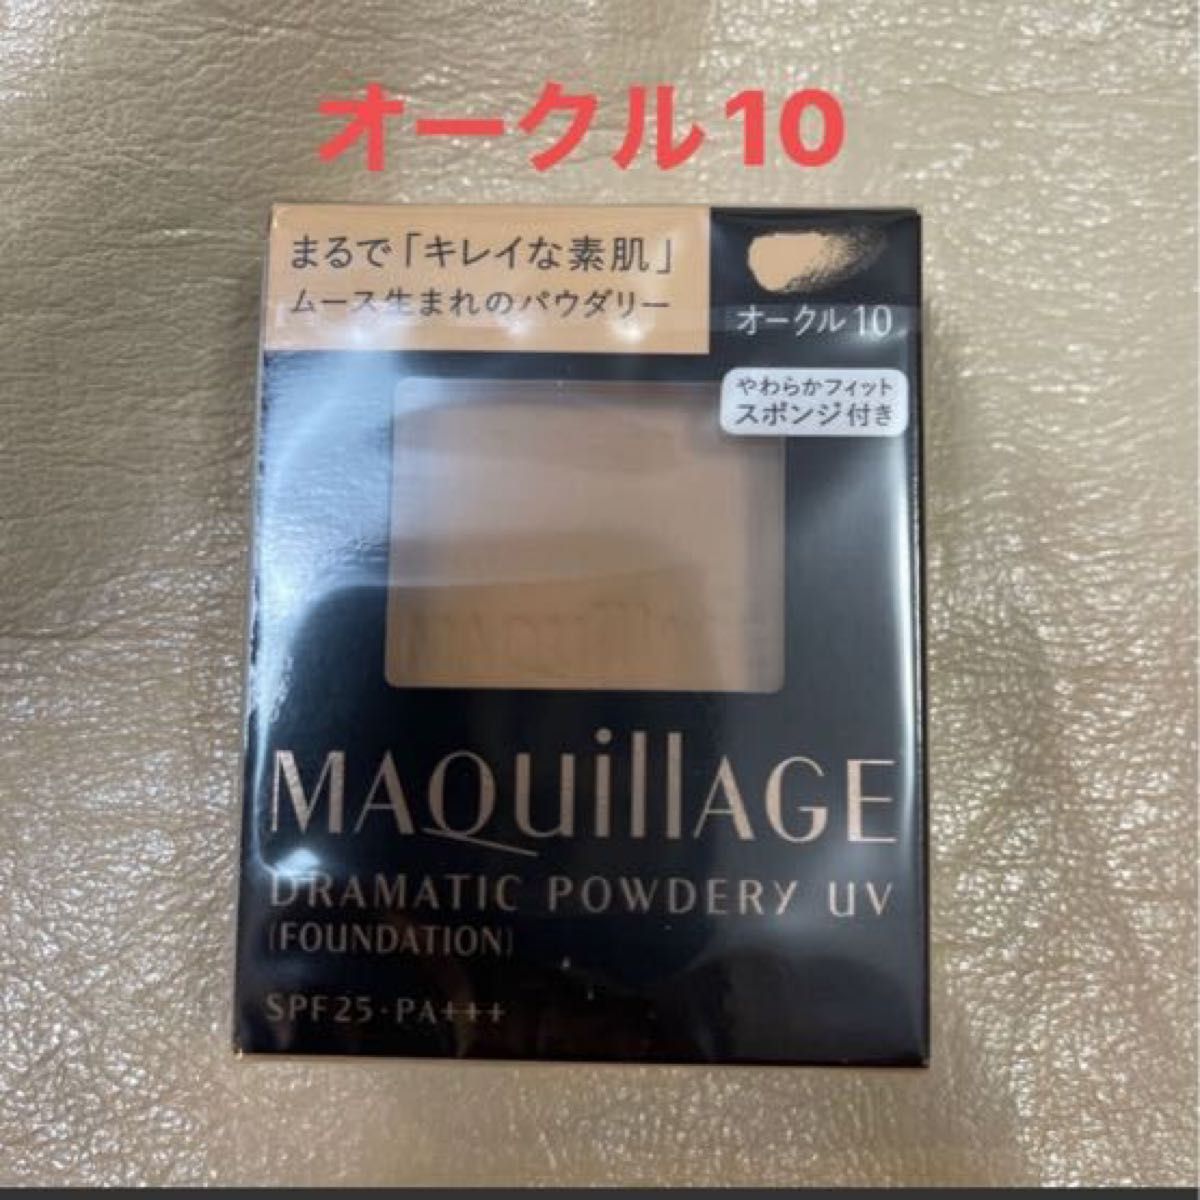 オークル10
まるで「キレイな素肌」
ムース生まれのパウダリー
オークル10
やわらかフィット
スポンジ付き
MAQuillAGE
DRAMATIC POWDERY UV
(FOUNDATION)
SPF25・PA+++